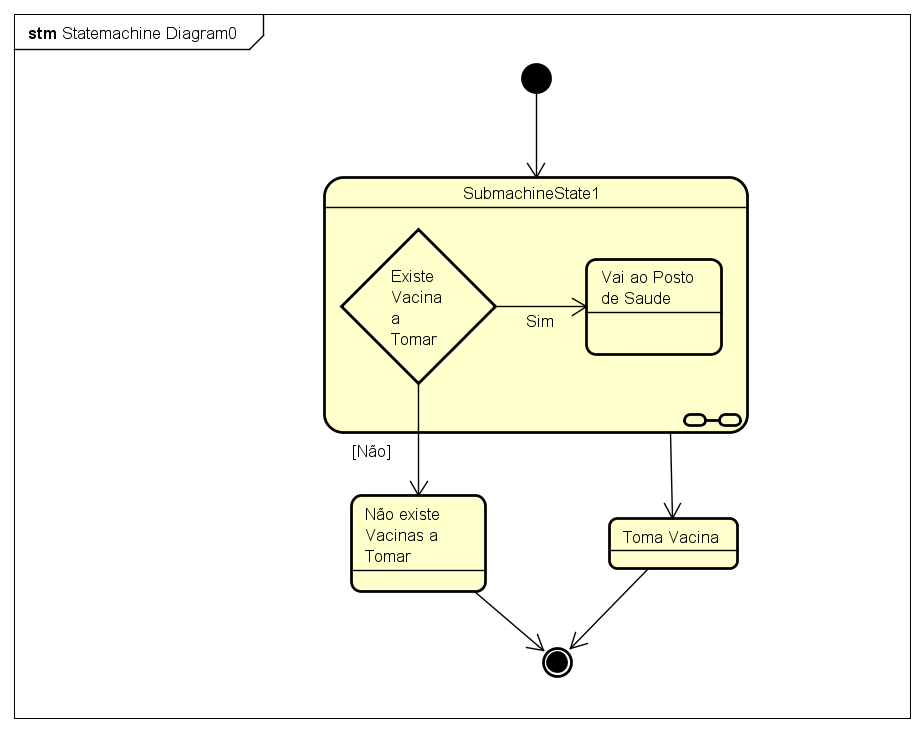 stm Statemachine Diagram0
SubmachineState1
Existe
Vacina
a
Tomar
Sim
Vai ao Posto
de Saude
[Não]
Não existe
Vacinas a
Tomar
Toma Vacina